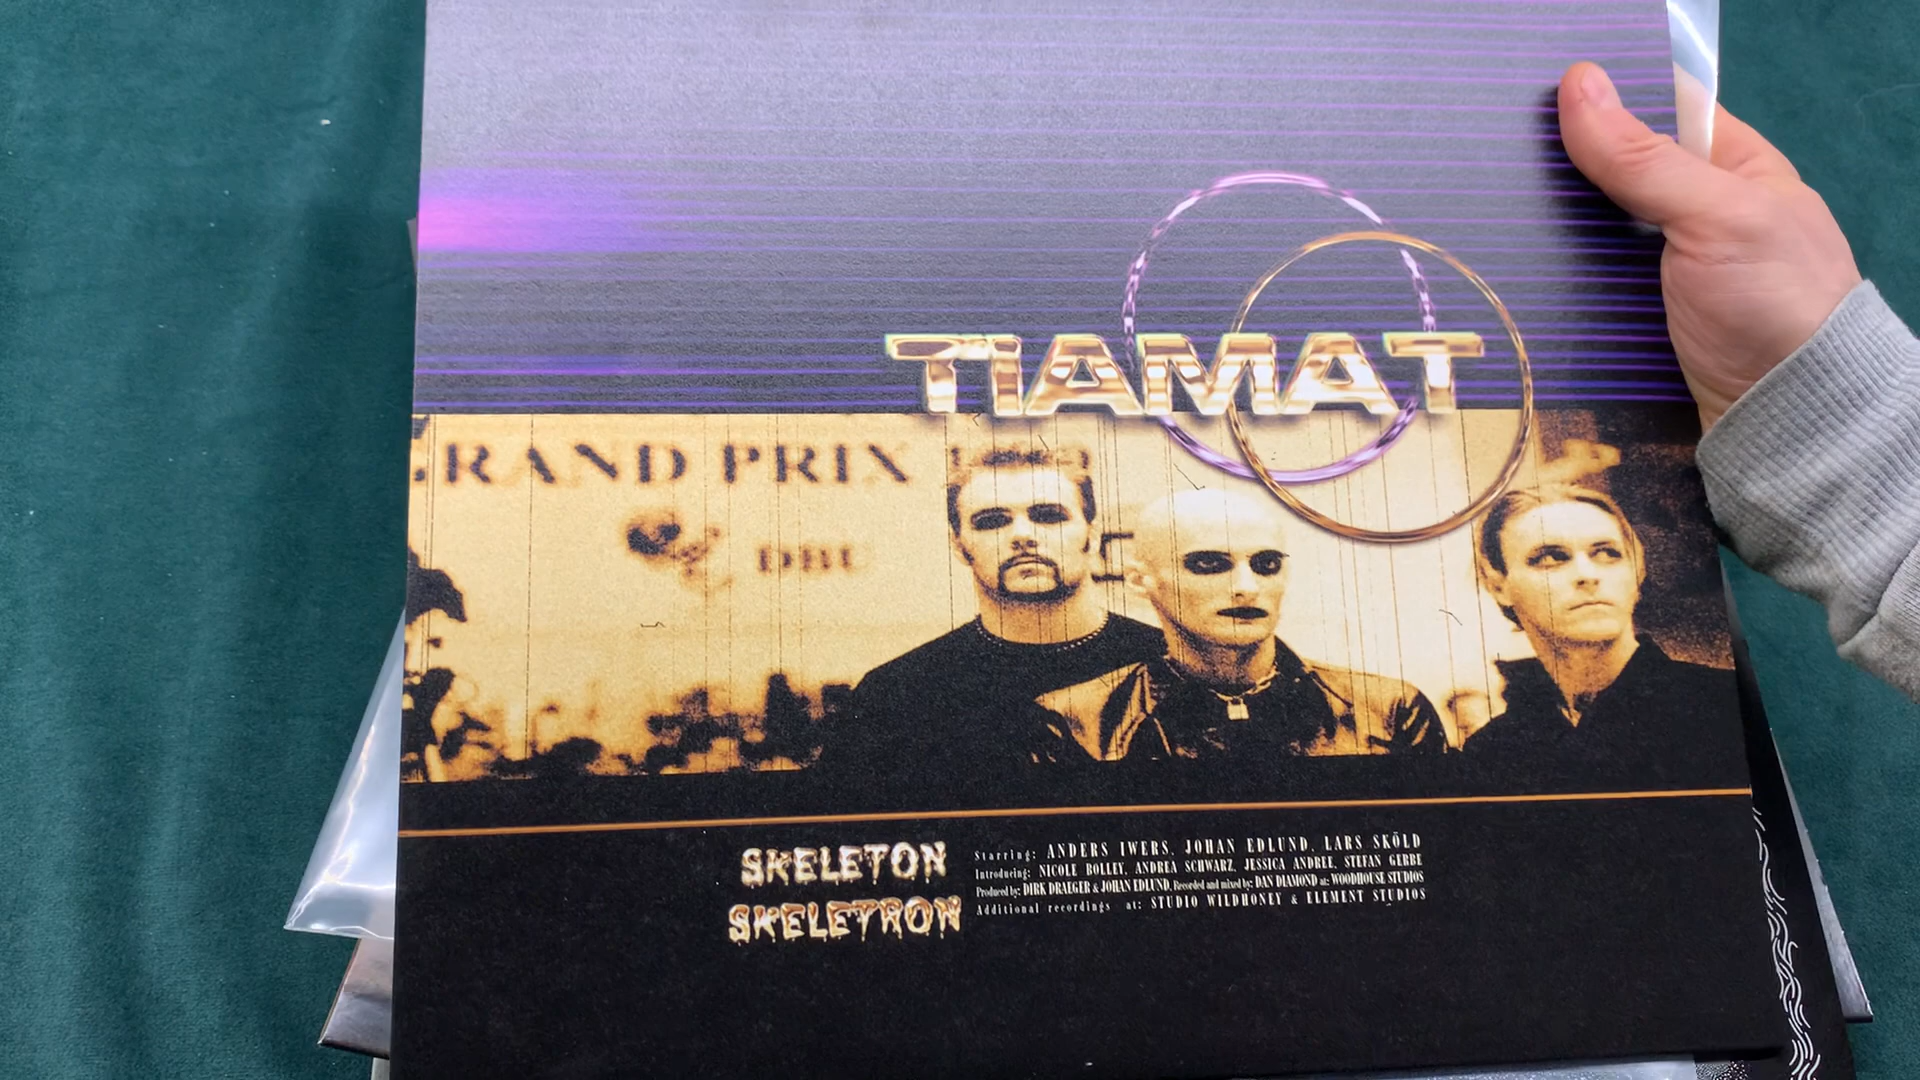 TIAMAT
GRAND PRIX
DBU
SKELETON
SKELETRON
Starring: ANDERS IWERS, JOHAN EDLUND, LARS SKÖLD
Introducing: NICOLE BOLLEY, ANDREA SCHWARZ, JESSICA ANDREE, STEFAN GERBE
Produced by: DIRK DRAEGER & JOHAN EDLUND, Recorded and mixed by: DAN DIAMOND at: WOODHOUSE STUDIOS
Additional recordings at: STUDIO WILDHONEY & ELEMENT STUDIOS